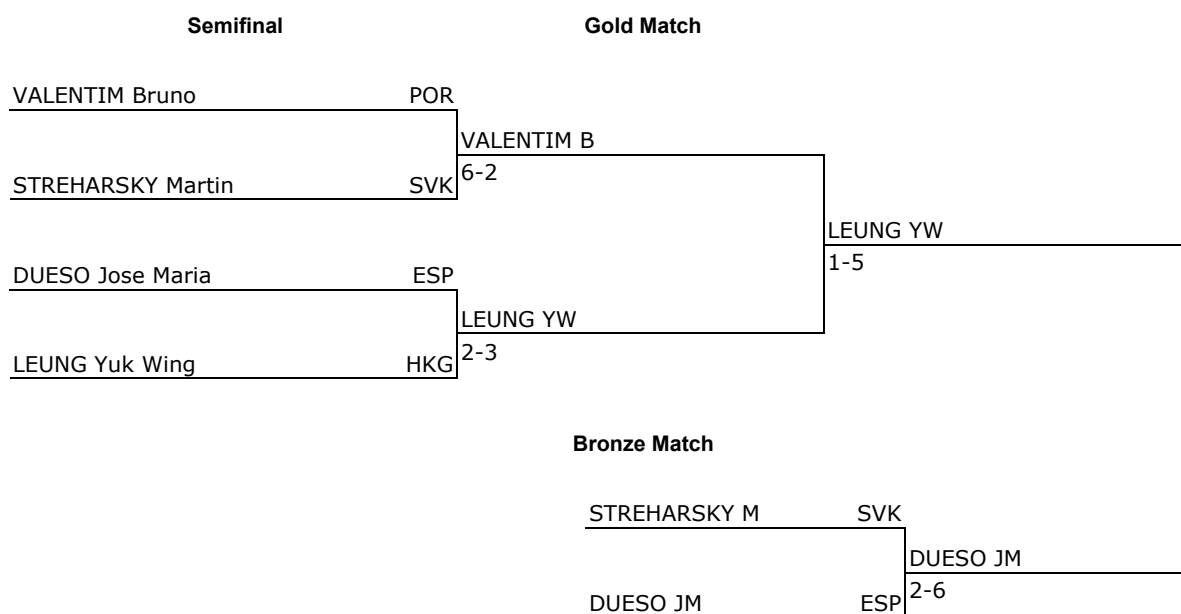 Semifinal Gold Match
VALENTIM Bruno POR
VALENTIM B
6-2
STREHARSKY Martin SVK
LEUNG YW
1-5
DUESO Jose Maria ESP
LEUNG YW
2-3
LEUNG Yuk Wing HKG
Bronze Match
STREHARSKY M SVK
DUESO JM
2-6
DUESO JM ESP